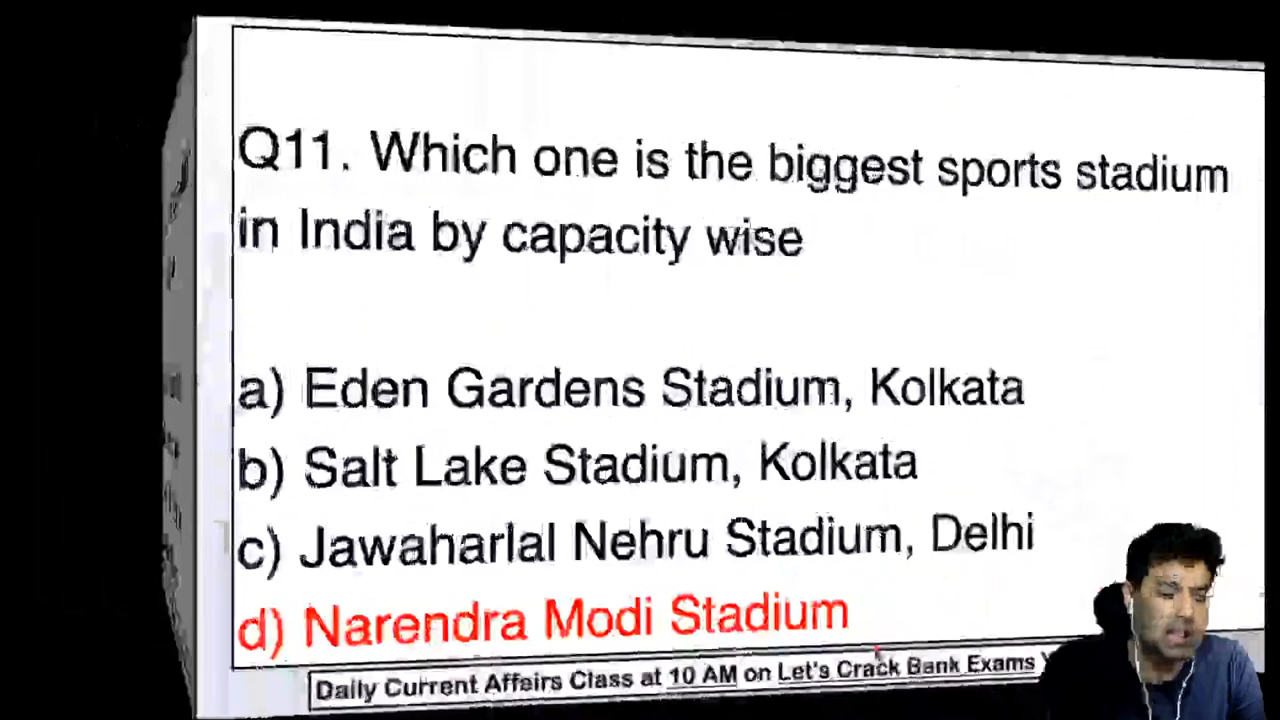 Q11. Which one is the biggest sports stadium
in India by capacity wise
a) Eden Gardens Stadium, Kolkata
b) Salt Lake Stadium, Kolkata
c) Jawaharlal Nehru Stadium, Delhi
d) Narendra Modi Stadium
Daily Current Affairs Class at 10 AM on Let's Crack Bank Exams